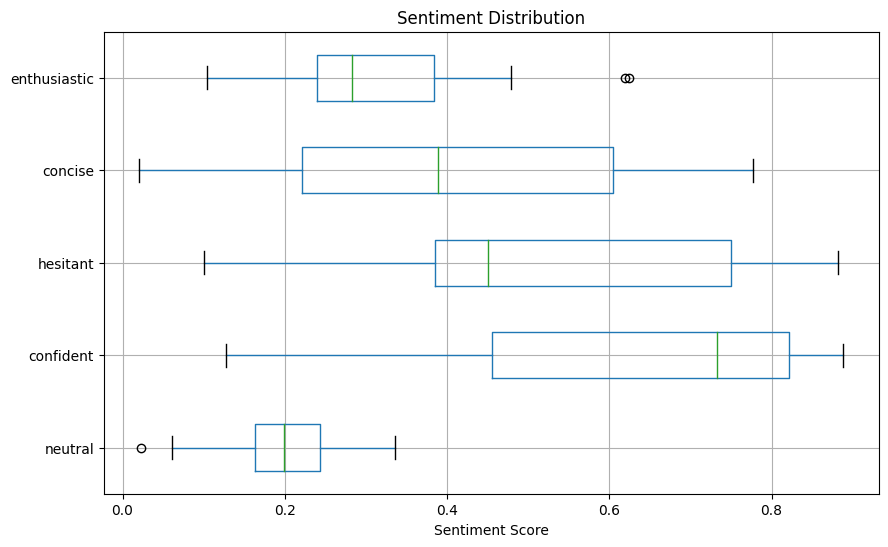 Sentiment Distribution
enthusiastic
concise
hesitant
confident
neutral
0.0 0.2 0.4 0.6 0.8
Sentiment Score